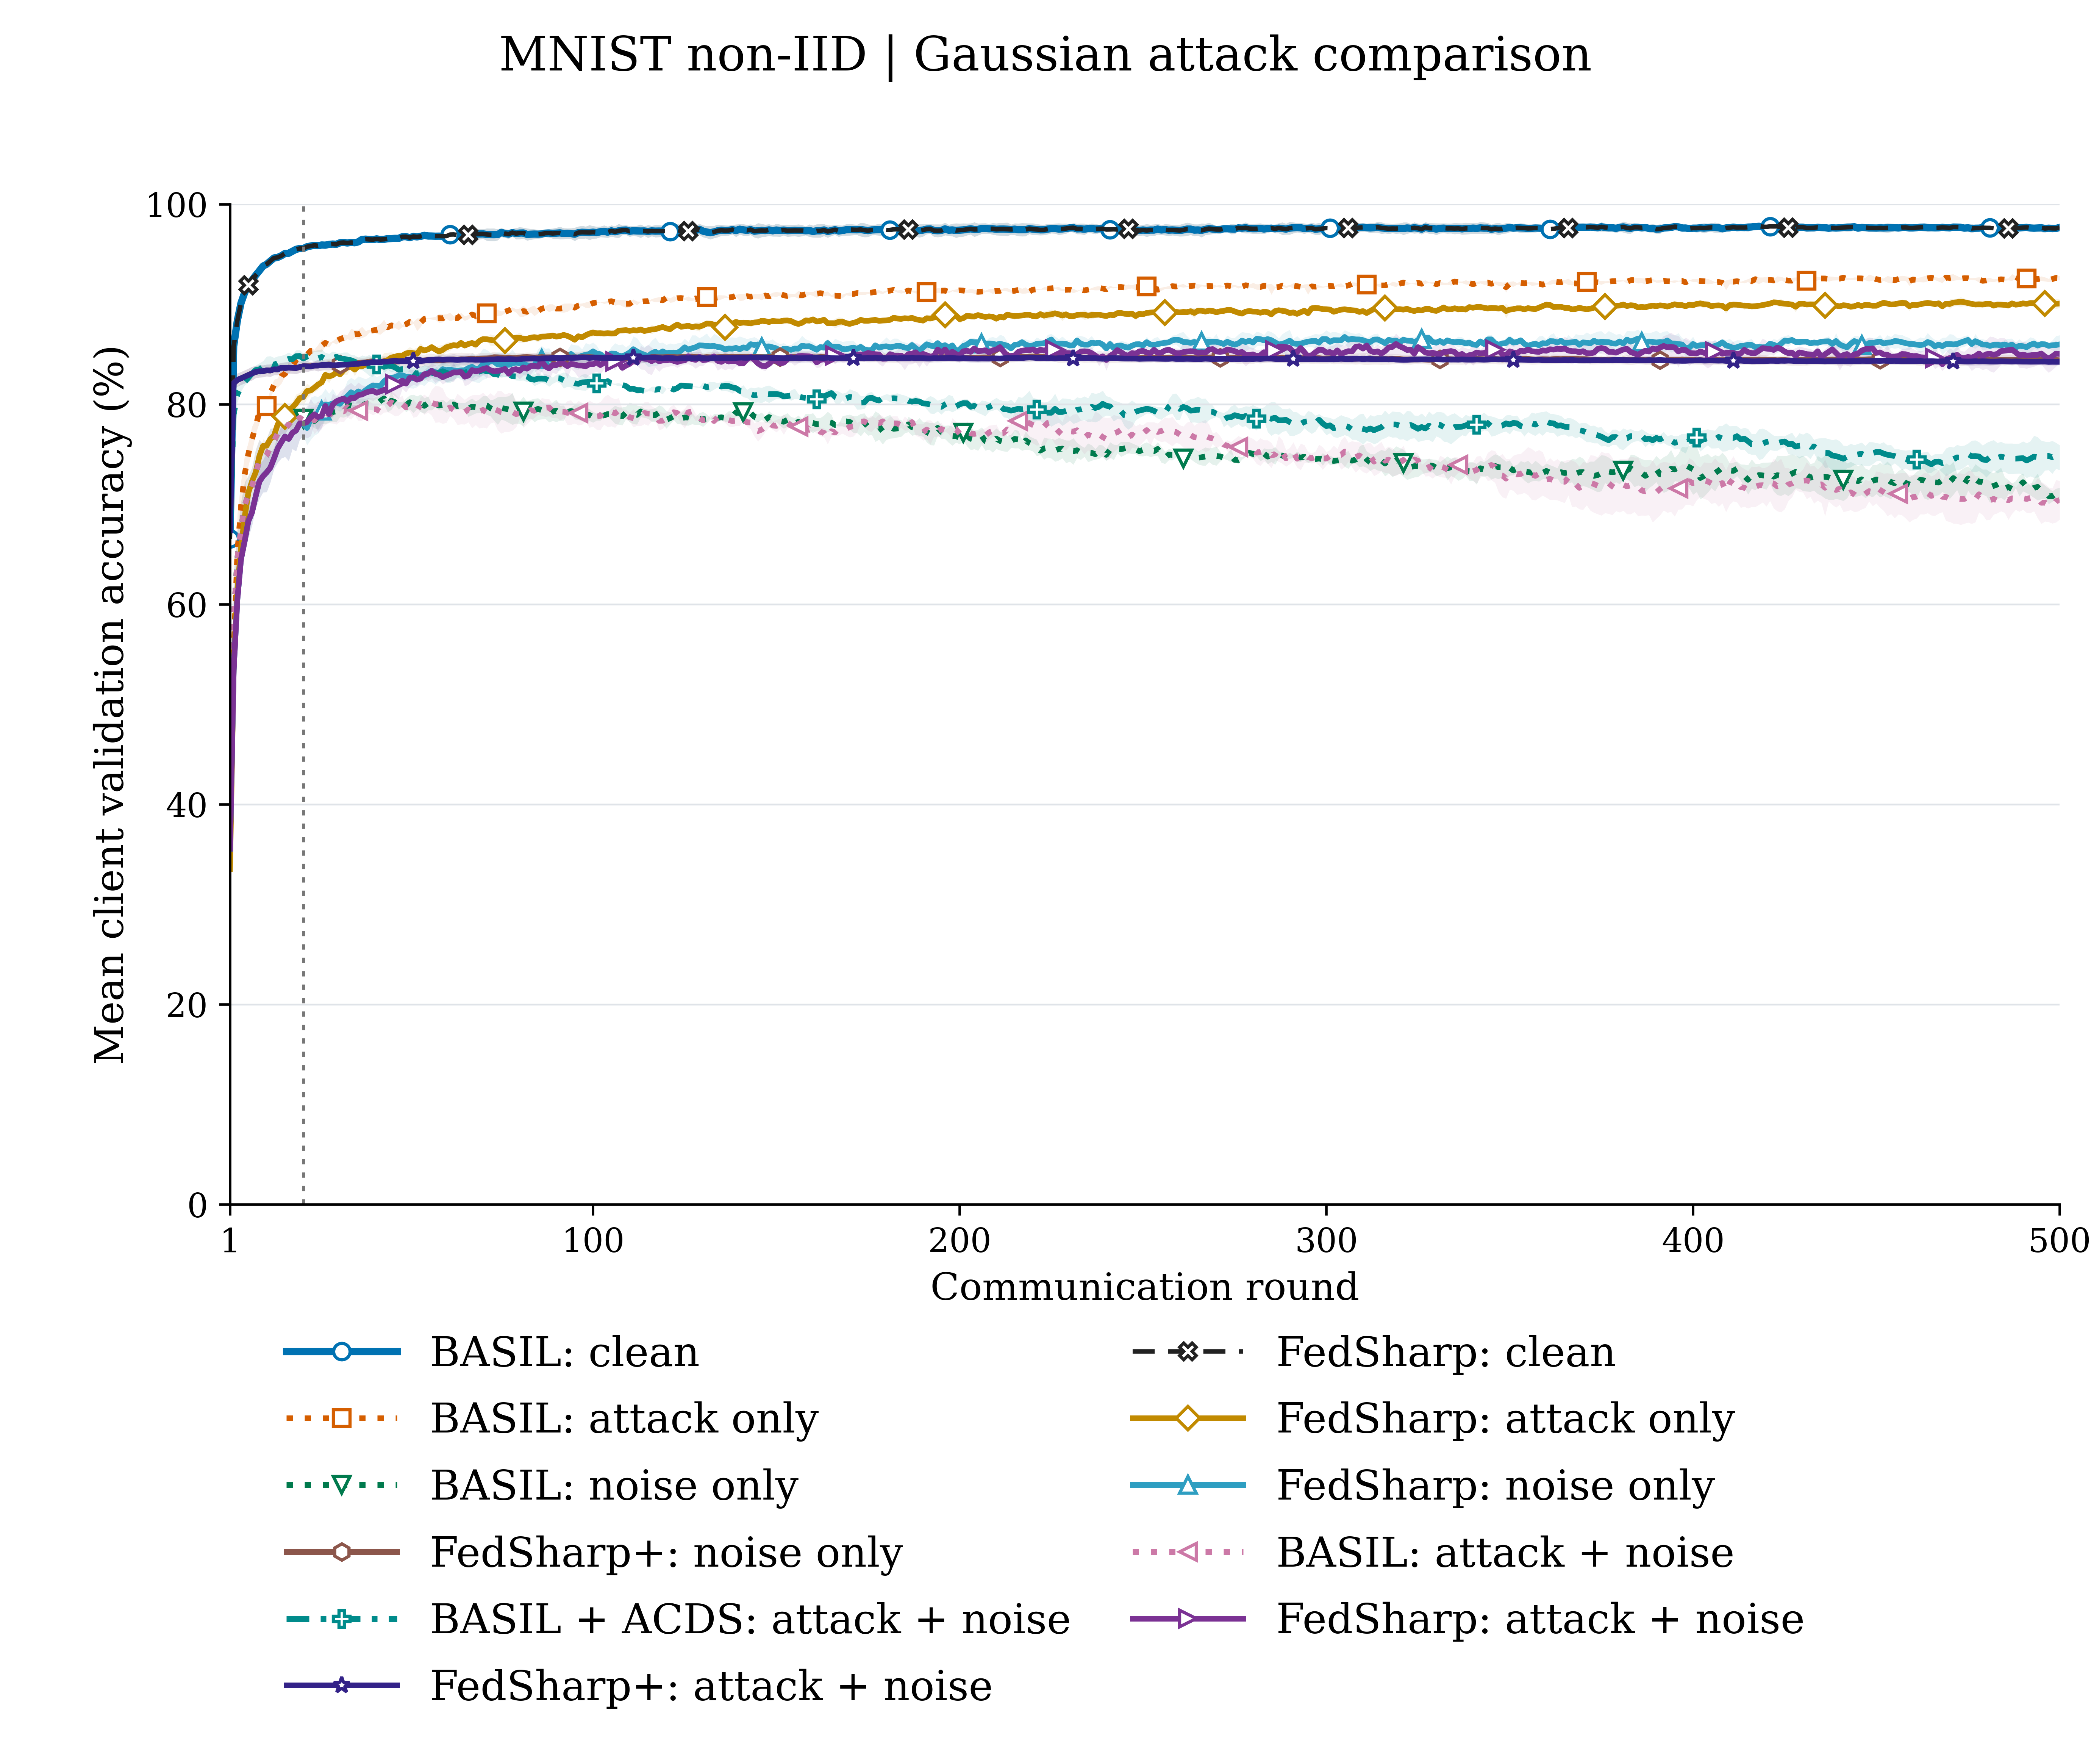 MNIST non-IID | Gaussian attack comparison
Mean client validation accuracy (%)
100
80
60
40
20
0
1
100
200
300
400
500
Communication round
BASIL: clean
BASIL: attack only
BASIL: noise only
FedSharp+: noise only
BASIL + ACDS: attack + noise
FedSharp+: attack + noise
FedSharp: clean
FedSharp: attack only
FedSharp: noise only
BASIL: attack + noise
FedSharp: attack + noise